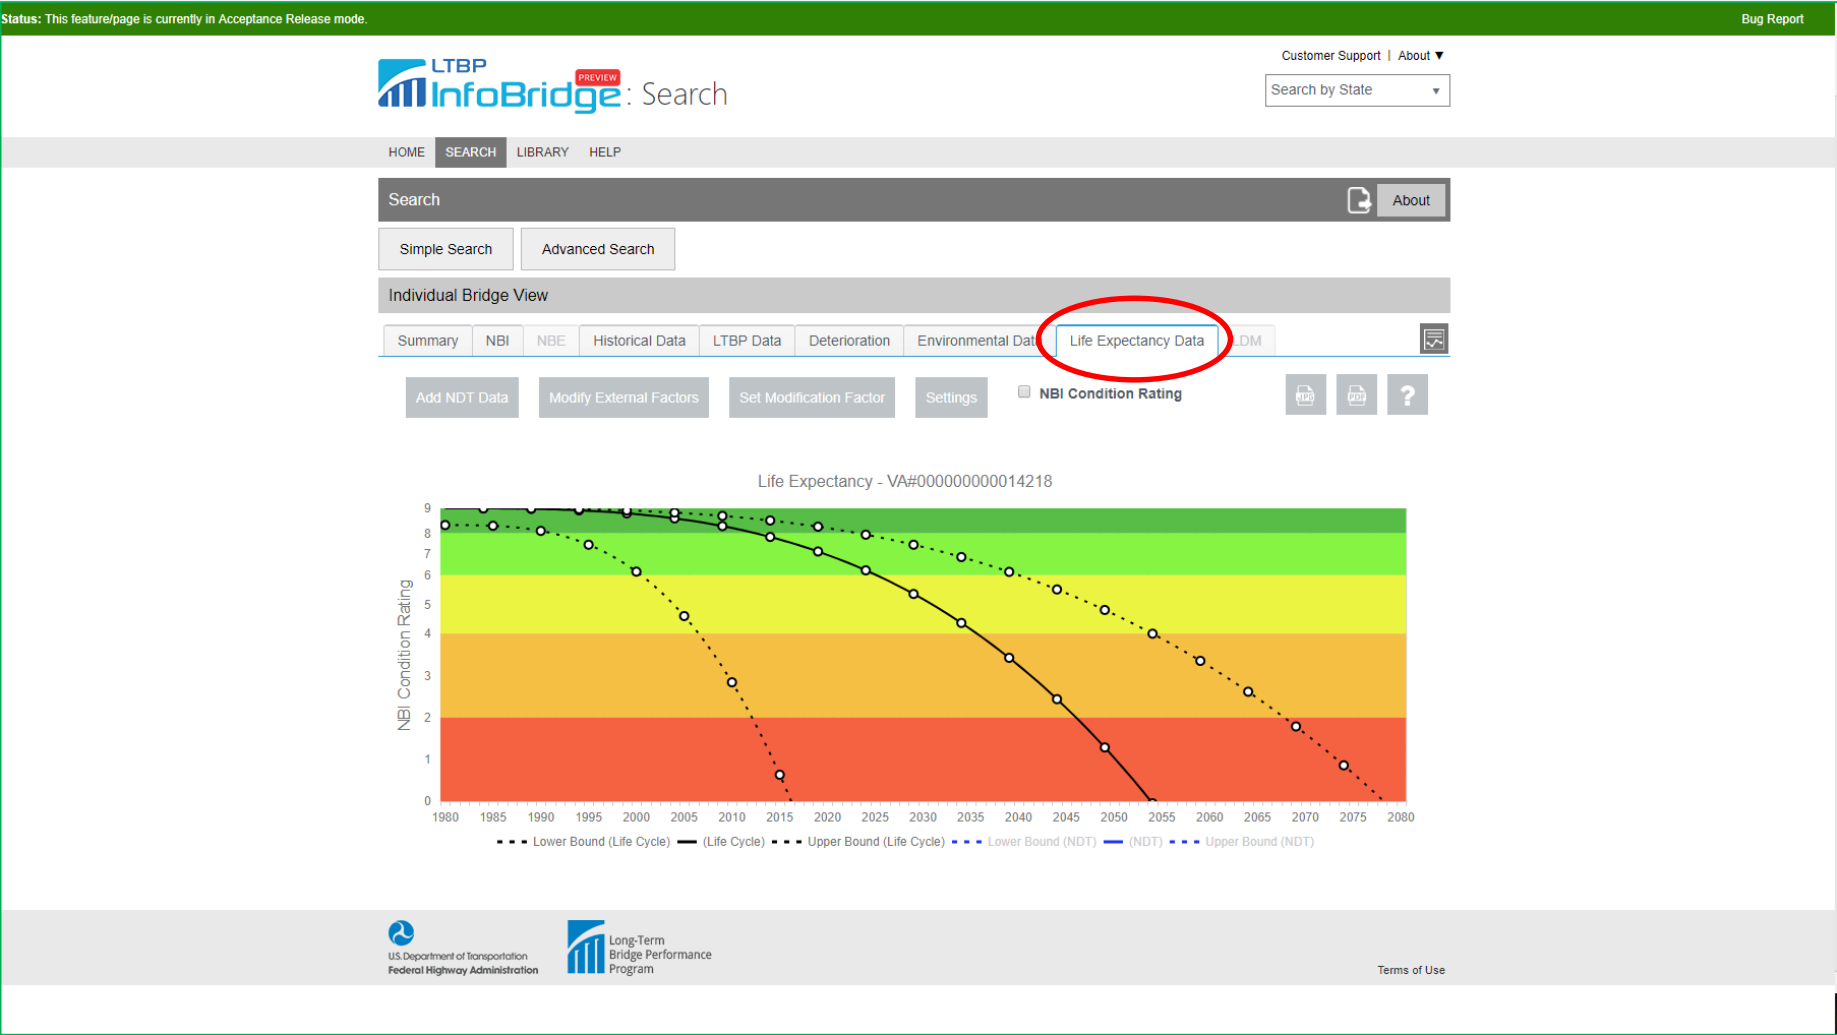 Status: This feature/page is currently in Acceptance Release mode.
Bug Report
Customer Support | About ▼
LTBP
InfoBridge : Search
PREVIEW
Search by State
HOME SEARCH LIBRARY HELP
Search
About
Simple Search Advanced Search
Individual Bridge View
Summary NBI NBE Historical Data LTBP Data Deterioration Environmental Data Life Expectancy Data LDM
Add NDT Data Modify External Factors Set Modification Factor Settings NBI Condition Rating JPG PDF ?
Life Expectancy - VA#000000000014218
NBI Condition Rating
9
8
7
6
5
4
3
2
1
0
1980 1985 1990 1995 2000 2005 2010 2015 2020 2025 2030 2035 2040 2045 2050 2055 2060 2065 2070 2075 2080
Lower Bound (Life Cycle) (Life Cycle) Upper Bound (Life Cycle) Lower Bound (NDT) (NDT) Upper Bound (NDT)
U.S. Department of Transportation
Federal Highway Administration
Long-Term
Bridge Performance
Program
Terms of Use